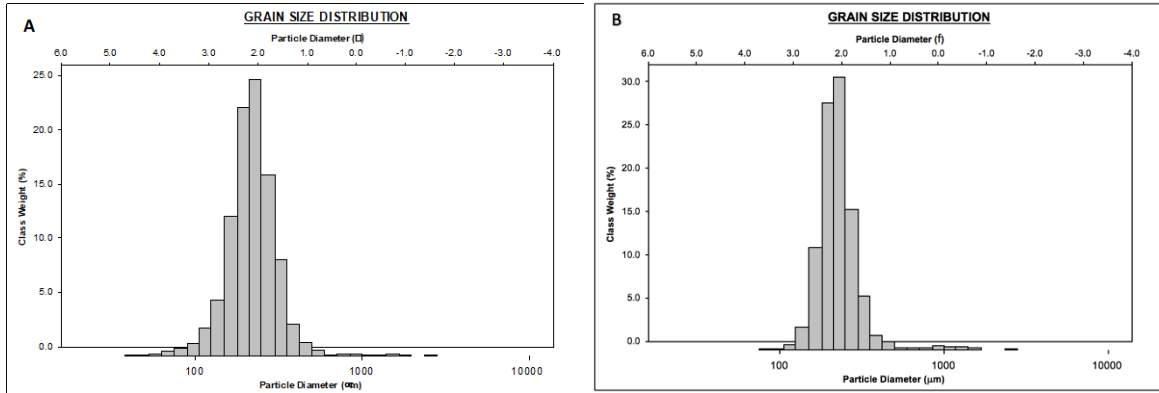 A
GRAIN SIZE DISTRIBUTION
Particle Diameter (D)
6.0 5.0 4.0 3.0 2.0 1.0 0.0 -1.0 -2.0 -3.0 -4.0
25.0
20.0
15.0
10.0
5.0
0.0
Class Weight (%)
100 1000 10000
Particle Diameter (αm)
B
GRAIN SIZE DISTRIBUTION
Particle Diameter (f)
6.0 5.0 4.0 3.0 2.0 1.0 0.0 -1.0 -2.0 -3.0 -4.0
30.0
25.0
20.0
15.0
10.0
5.0
0.0
Class Weight (%)
100 1000 10000
Particle Diameter (μm)